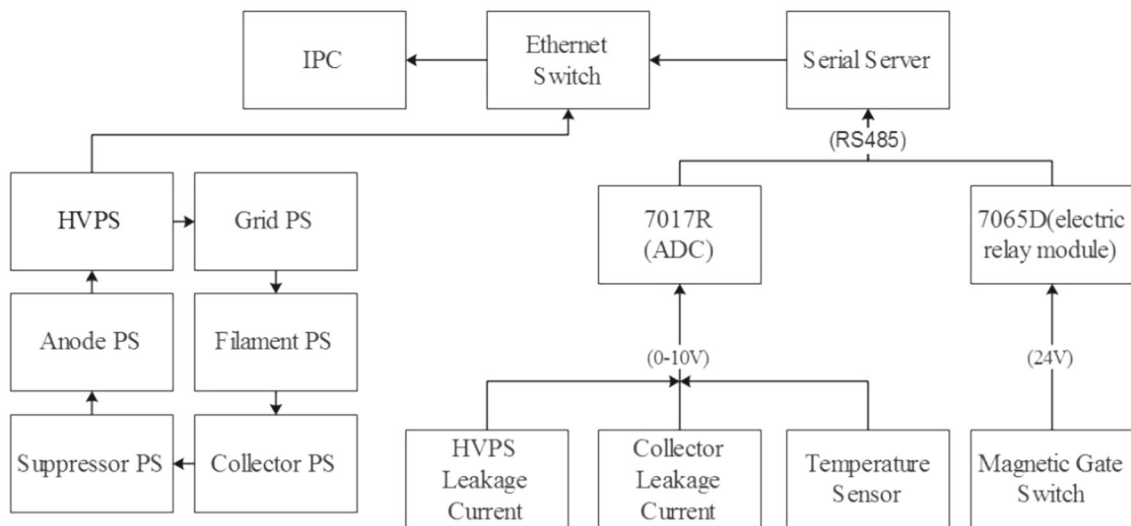 IPC
Ethernet
Switch
Serial Server
(RS485)
HVPS
Grid PS
7017R
(ADC)
7065D(electric
relay module)
Anode PS
Filament PS
(0-10V)
(24V)
Suppressor PS
Collector PS
HVPS
Leakage
Current
Collector
Leakage
Current
Temperature
Sensor
Magnetic Gate
Switch